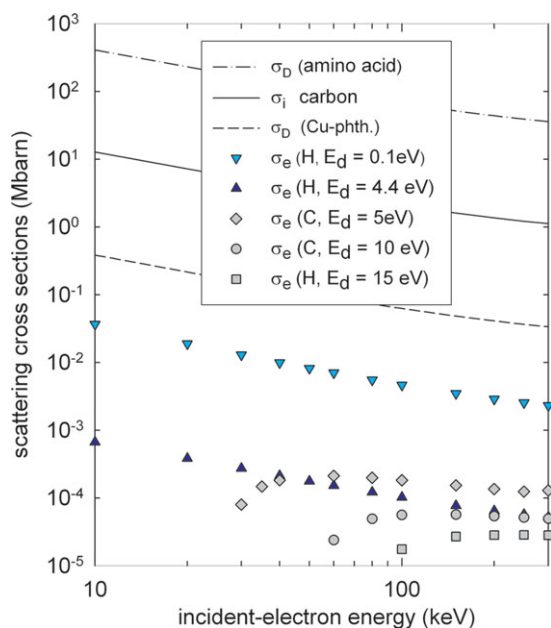 10³
10²
10¹
10⁰
10⁻¹
10⁻²
10⁻³
10⁻⁴
10⁻⁵
scattering cross sections (Mbarn)
σD (amino acid)
σi carbon
σD (Cu-phth.)
σe (H, Ed = 0.1eV)
σe (H, Ed = 4.4 eV)
σe (C, Ed = 5eV)
σe (C, Ed = 10 eV)
σe (H, Ed = 15 eV)
10
100
incident-electron energy (keV)